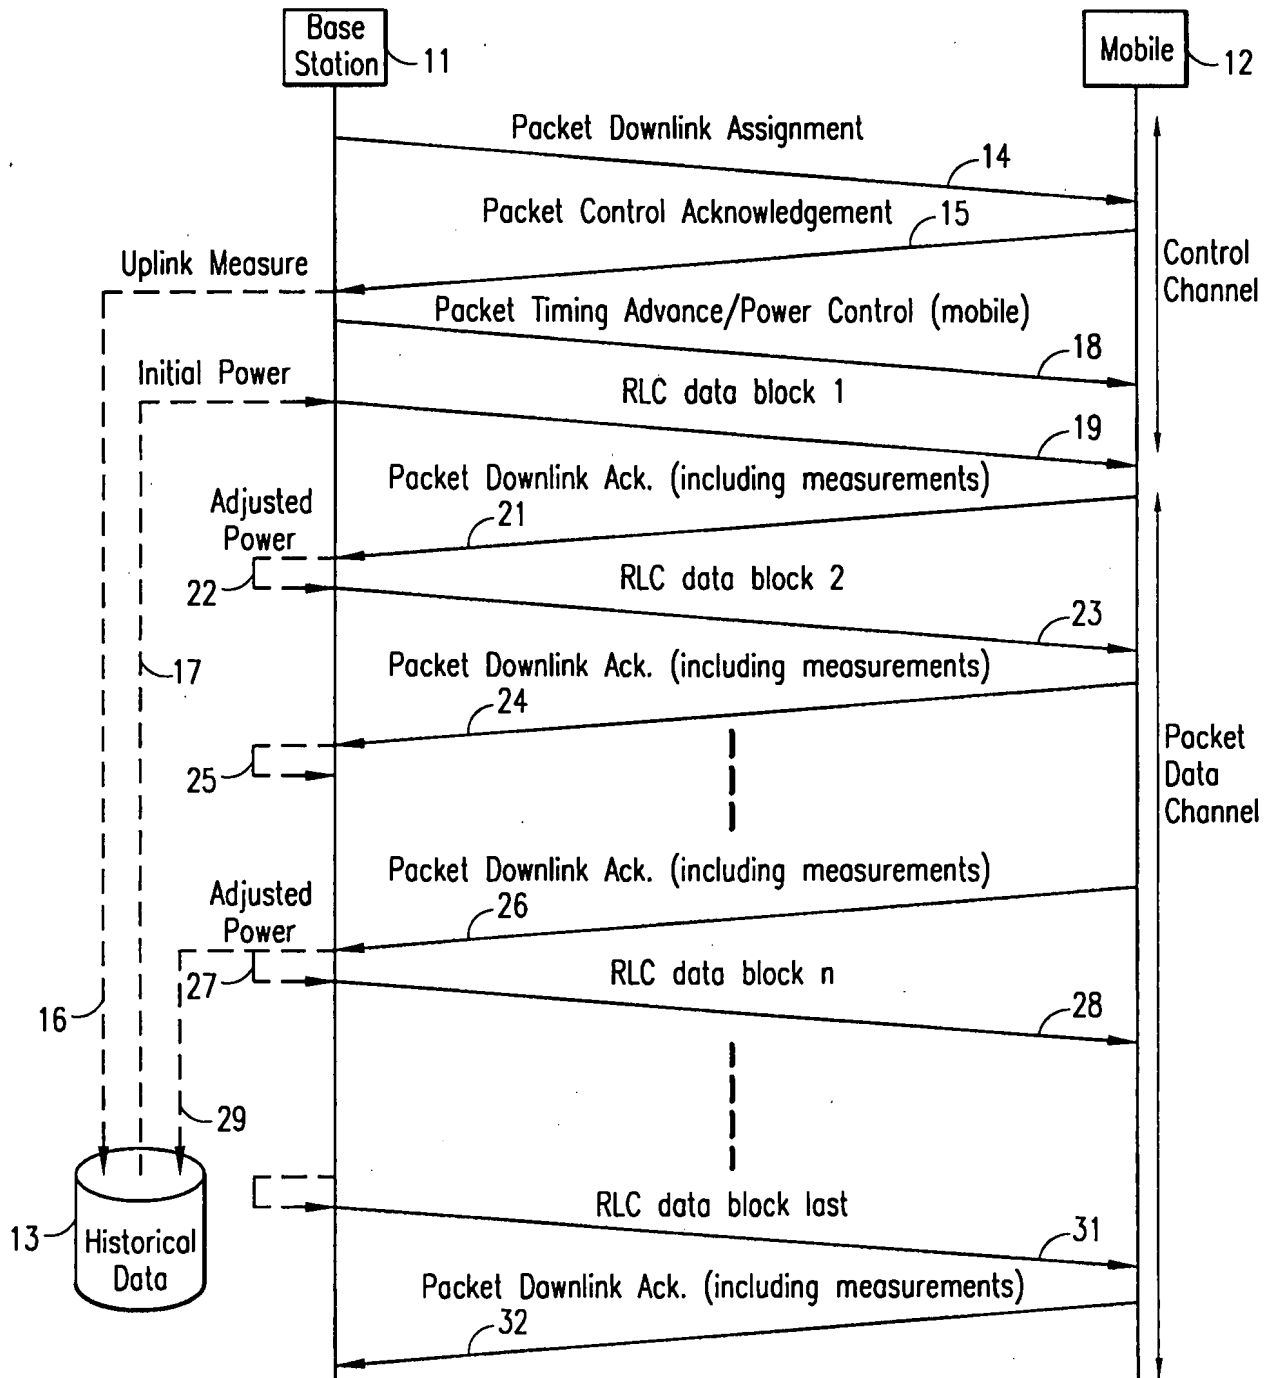 Base
Station
11
Mobile
12
Packet Downlink Assignment
14
Packet Control Acknowledgement
15
Uplink Measure
Control
Channel
Packet Timing Advance/Power Control (mobile)
18
Initial Power
RLC data block 1
19
Packet Downlink Ack. (including measurements)
Adjusted
Power
21
22
RLC data block 2
23
17
Packet Downlink Ack. (including measurements)
24
25
Packet
Data
Channel
Packet Downlink Ack. (including measurements)
Adjusted
Power
26
27
RLC data block n
16
28
29
RLC data block last
13
Historical
Data
31
Packet Downlink Ack. (including measurements)
32